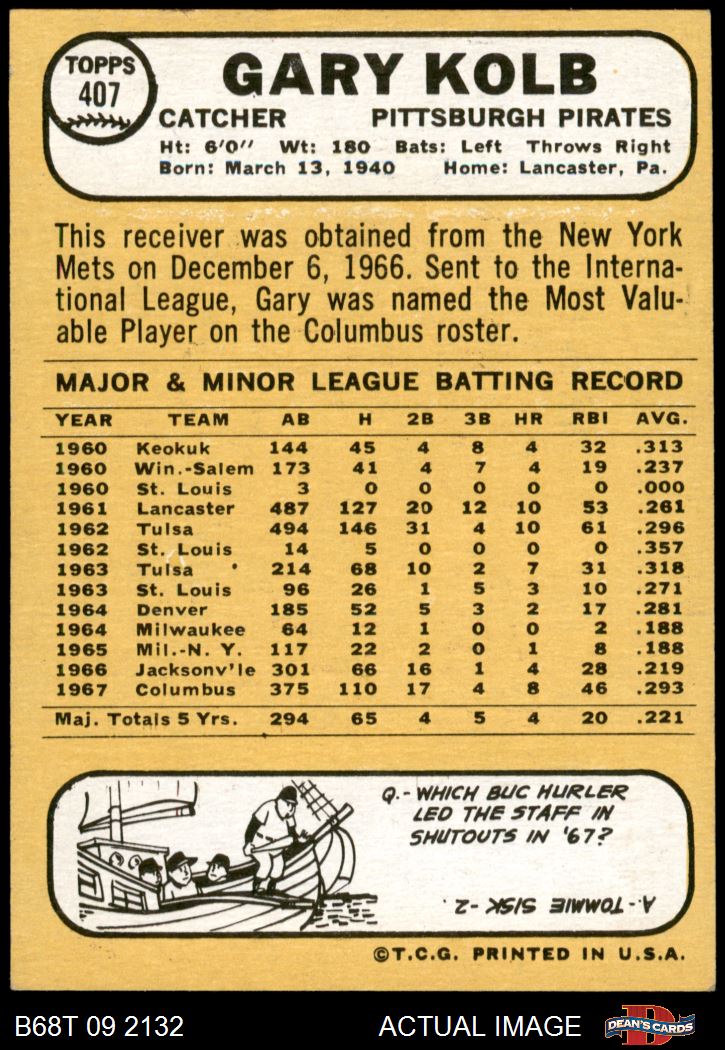 TOPPS
407
GARY KOLB
CATCHER PITTSBURGH PIRATES
Ht: 6'0" Wt: 180 Bats: Left Throws Right
Born: March 13, 1940 Home: Lancaster, Pa.
This receiver was obtained from the New York
Mets on December 6, 1966. Sent to the Interna-
tional League, Gary was named the Most Valu-
able Player on the Columbus roster.
MAJOR & MINOR LEAGUE BATTING RECORD
YEAR TEAM AB H 2B 3B HR RBI AVG.
1960 Keokuk 144 45 4 8 4 32 .313
1960 Win.-Salem 173 41 4 7 4 19 .237
1960 St. Louis 3 0 0 0 0 0 .000
1961 Lancaster 487 127 20 12 10 53 .261
1962 Tulsa 494 146 31 4 10 61 .296
1962 St. Louis 14 5 0 0 0 0 .357
1963 Tulsa 214 68 10 2 7 31 .318
1963 St. Louis 96 26 1 5 3 10 .271
1964 Denver 185 52 5 3 2 17 .281
1964 Milwaukee 64 12 1 0 0 2 .188
1965 Mil.-N. Y. 117 22 2 0 1 8 .188
1966 Jacksonv'le 301 66 16 1 4 28 .219
1967 Columbus 375 110 17 4 8 46 .293
Maj. Totals 5 Yrs. 294 65 4 5 4 20 .221
Q.- WHICH BUC HURLER
LED THE STAFF IN
SHUTOUTS IN '67?
A- TOMMIE SISK - 2.
©T.C.G. PRINTED IN U.S.A.
B68T 09 2132 ACTUAL IMAGE
D
DEAN'S CARDS